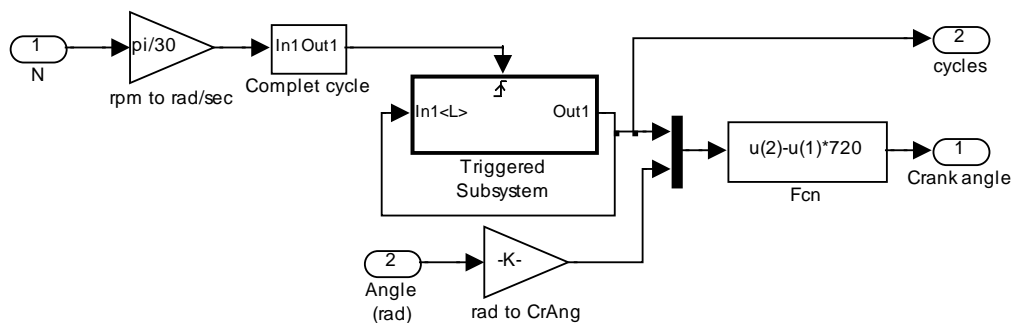 1
N
pi/30
rpm to rad/sec
In1 Out1
Complet cycle
In1<L>
Out1
Triggered
Subsystem
2
cycles
u(2)-u(1)*720
Fcn
1
Crank angle
2
Angle
(rad)
-K-
rad to CrAng